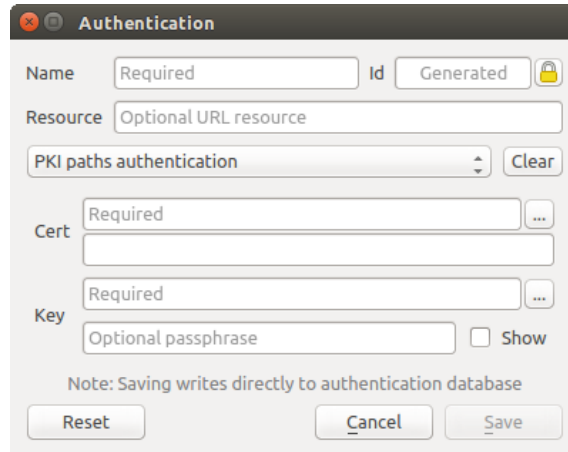 Authentication
Name Required Id Generated
Resource Optional URL resource
PKI paths authentication Clear
Cert Required ...
Key Required ...
Optional passphrase Show
Note: Saving writes directly to authentication database
Reset Cancel Save